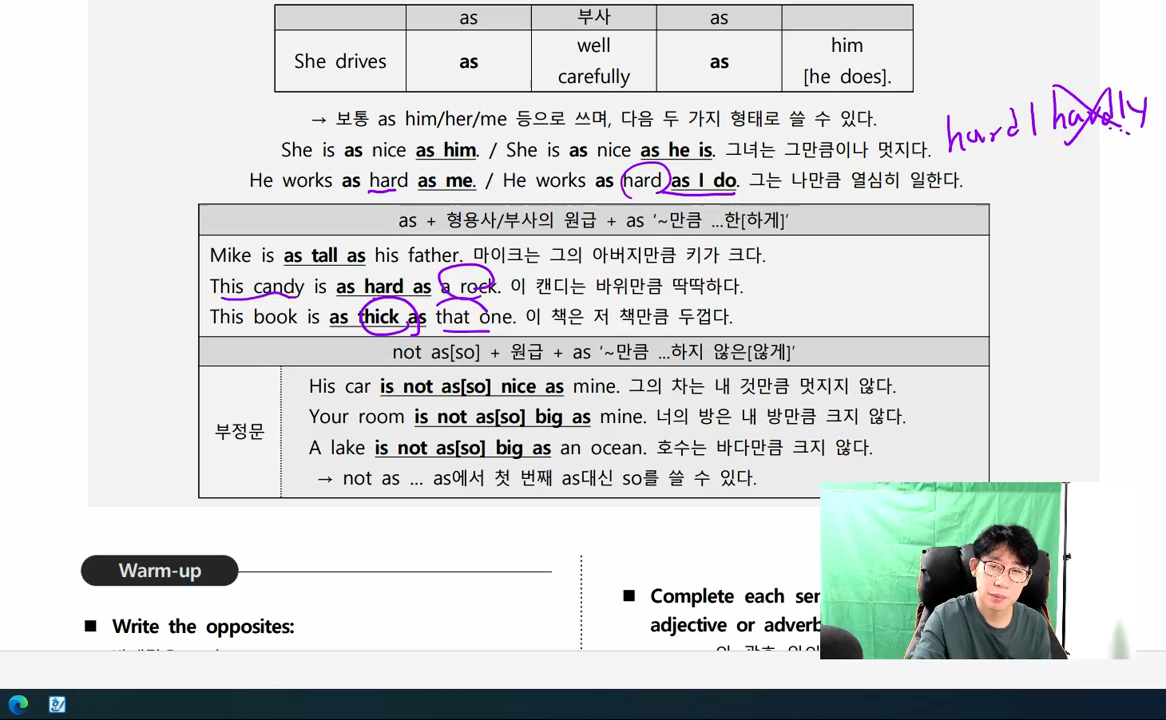 as 부사 as
She drives as well as him
carefully [he does].
→ 보통 as him/her/me 등으로 쓰며, 다음 두 가지 형태로 쓸 수 있다.
hard hardly
She is as nice as him. / She is as nice as he is. 그녀는 그만큼이나 멋지다.
He works as hard as me. / He works as hard as I do. 그는 나만큼 열심히 일한다.
as + 형용사/부사의 원급 + as ‘~만큼 …한[하게]’
Mike is as tall as his father. 마이크는 그의 아버지만큼 키가 크다.
This candy is as hard as a rock. 이 캔디는 바위만큼 딱딱하다.
This book is as thick as that one. 이 책은 저 책만큼 두껍다.
not as[so] + 원급 + as ‘~만큼 …하지 않은[않게]’
부정문
His car is not as[so] nice as mine. 그의 차는 내 것만큼 멋지지 않다.
Your room is not as[so] big as mine. 너의 방은 내 방만큼 크지 않다.
A lake is not as[so] big as an ocean. 호수는 바다만큼 크지 않다.
→ not as … as에서 첫 번째 as대신 so를 쓸 수 있다.
Warm-up
■ Write the opposites:
■ Complete each
adjective or